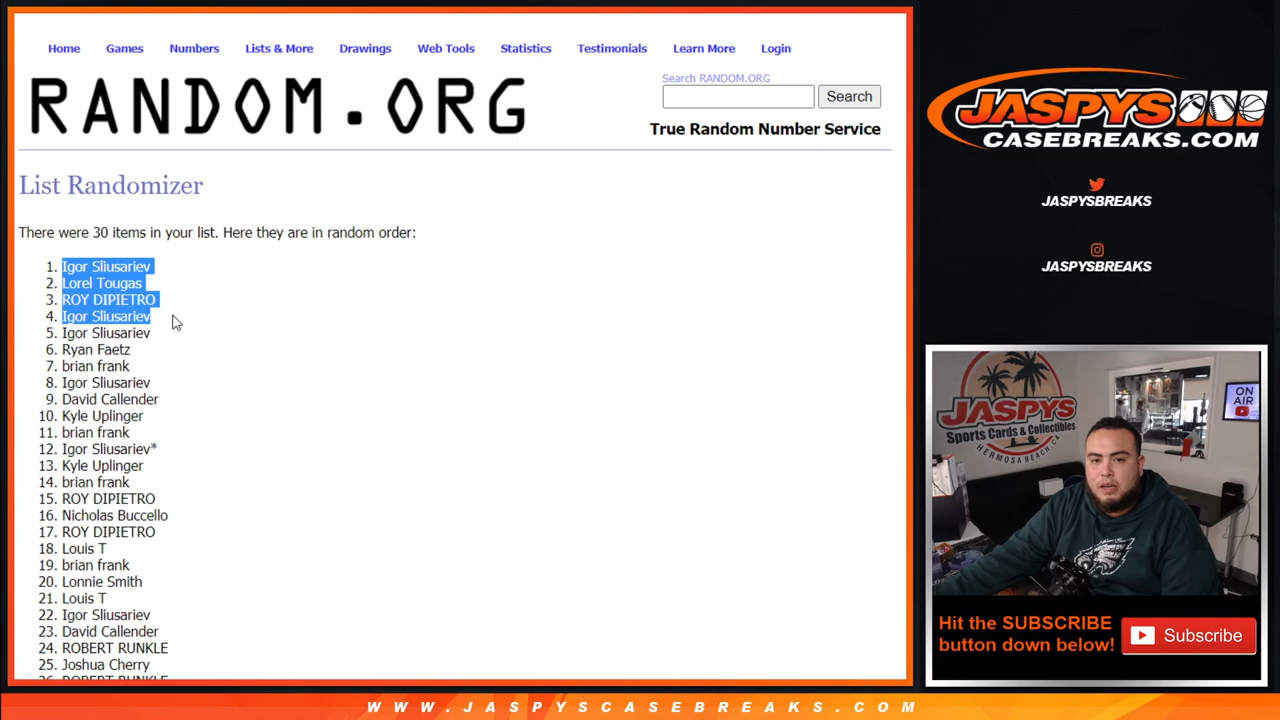 Home Games Numbers Lists & More Drawings Web Tools Statistics Testimonials Learn More Login
RANDOM.ORG
Search RANDOM.ORG
Search
True Random Number Service
List Randomizer
There were 30 items in your list. Here they are in random order:
1. Igor Sliusariev
2. Lorel Tougas
3. ROY DIPIETRO
4. Igor Sliusariev
5. Igor Sliusariev
6. Ryan Faetz
7. brian frank
8. Igor Sliusariev
9. David Callender
10. Kyle Uplinger
11. brian frank
12. Igor Sliusariev*
13. Kyle Uplinger
14. brian frank
15. ROY DIPIETRO
16. Nicholas Buccello
17. ROY DIPIETRO
18. Louis T
19. brian frank
20. Lonnie Smith
21. Louis T
22. Igor Sliusariev
23. David Callender
24. ROBERT RUNKLE
25. Joshua Cherry
26. ROBERT RUNKLE
JASPYS
CASEBREAKS.COM
JASPYSBREAKS
JASPYSBREAKS
JASPYS
Sports Cards & Collectibles
HERMOSA BEACH, CA
ON
AIR
EAGLES
Hit the SUBSCRIBE
button down below!
Subscribe
WWW.JASPYSCASEBREAKS.COM